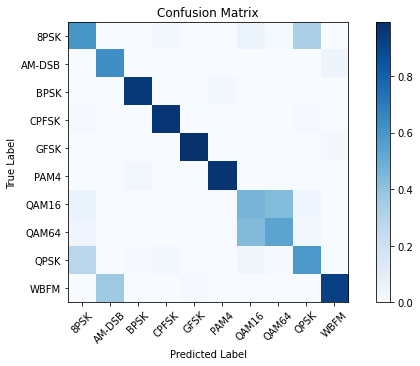 Confusion Matrix
True Label
8PSK
AM-DSB
BPSK
CPFSK
GFSK
PAM4
QAM16
QAM64
QPSK
WBFM
8PSK
AM-DSB
BPSK
CPFSK
GFSK
PAM4
QAM16
QAM64
QPSK
WBFM
Predicted Label
0.8
0.6
0.4
0.2
0.0